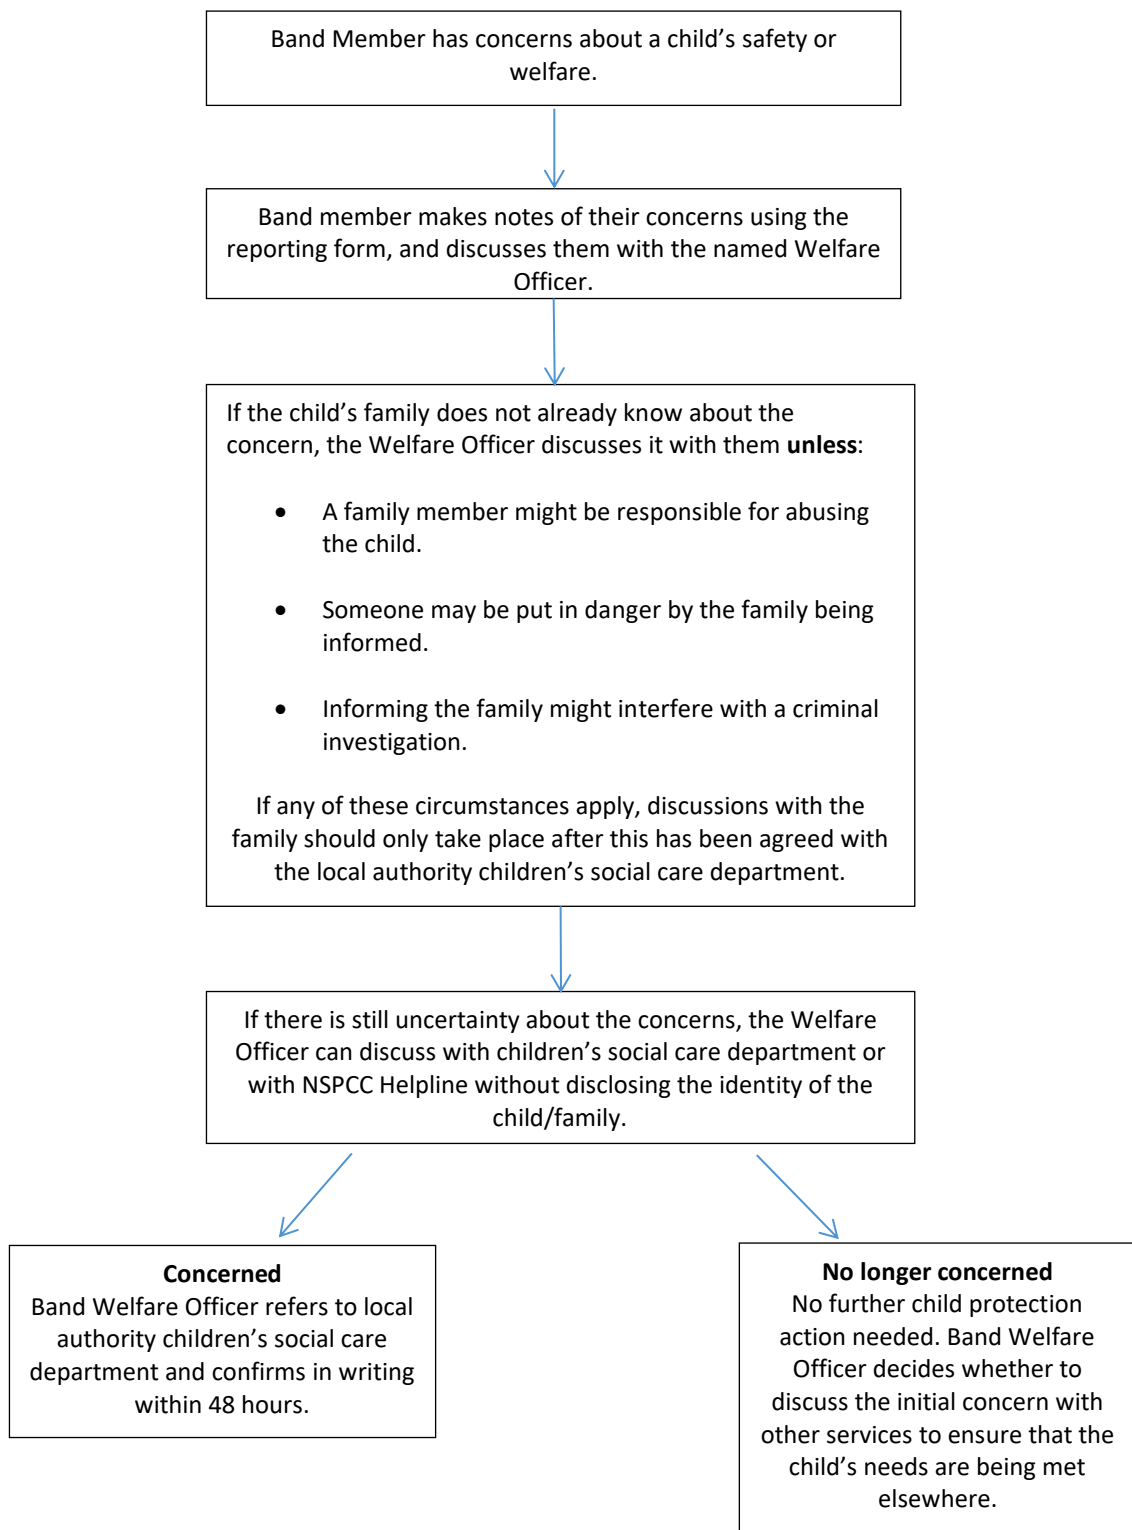 Band Member has concerns about a child’s safety or
welfare.
Band member makes notes of their concerns using the
reporting form, and discusses them with the named Welfare
Officer.
If the child’s family does not already know about the
concern, the Welfare Officer discusses it with them unless:
• A family member might be responsible for abusing
the child.
• Someone may be put in danger by the family being
informed.
• Informing the family might interfere with a criminal
investigation.
If any of these circumstances apply, discussions with the
family should only take place after this has been agreed with
the local authority children’s social care department.
If there is still uncertainty about the concerns, the Welfare
Officer can discuss with children’s social care department or
with NSPCC Helpline without disclosing the identity of the
child/family.
Concerned
Band Welfare Officer refers to local
authority children’s social care
department and confirms in writing
within 48 hours.
No longer concerned
No further child protection
action needed. Band Welfare
Officer decides whether to
discuss the initial concern with
other services to ensure that the
child’s needs are being met
elsewhere.